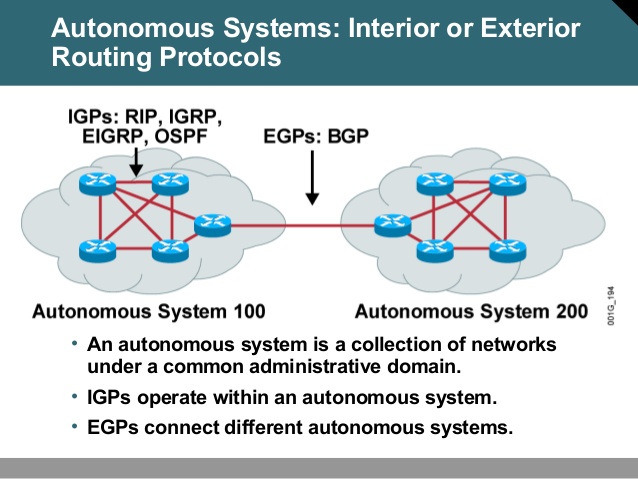 Autonomous Systems: Interior or Exterior
Routing Protocols
IGPs: RIP, IGRP,
EIGRP, OSPF
EGPs: BGP
Autonomous System 100
Autonomous System 200
001G_194
• An autonomous system is a collection of networks
under a common administrative domain.
• IGPs operate within an autonomous system.
• EGPs connect different autonomous systems.